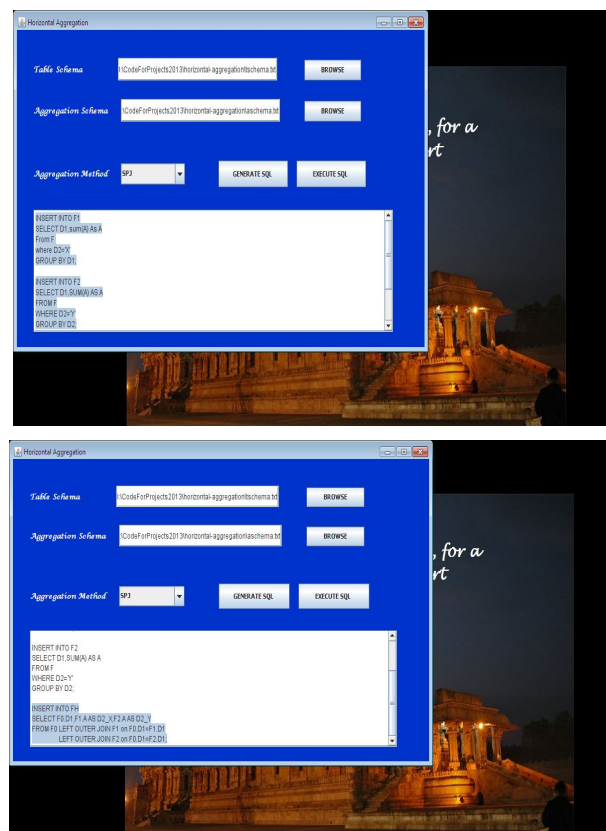 Horizontal Aggregation
Table Schema
\CodeForProjects2013\horizontal-aggregation\tschema.txt
BROWSE
Aggregation Schema
:\CodeForProjects2013\horizontal-aggregation\aschema.txt
BROWSE
Aggregation Method
SPJ
GENERATE SQL
EXECUTE SQL
INSERT INTO F1
SELECT D1,sum(A) As A
From F
where D2='X'
GROUP BY D1;
INSERT INTO F2
SELECT D1,SUM(A) AS A
FROM F
WHERE D2='Y'
GROUP BY D2;
, for a
rt
Horizontal Aggregation
Table Schema
\CodeForProjects2013\horizontal-aggregation\tschema.txt
BROWSE
Aggregation Schema
:\CodeForProjects2013\horizontal-aggregation\aschema.txt
BROWSE
Aggregation Method
SPJ
GENERATE SQL
EXECUTE SQL
INSERT INTO F2
SELECT D1,SUM(A) AS A
FROM F
WHERE D2='Y'
GROUP BY D2;
INSERT INTO FH
SELECT F0.D1,F1.A AS D2_X,F2.A AS D2_Y
FROM F0 LEFT OUTER JOIN F1 on F0.D1=F1.D1
LEFT OUTER JOIN F2 on F0.D1=F2.D1;
, for a
rt